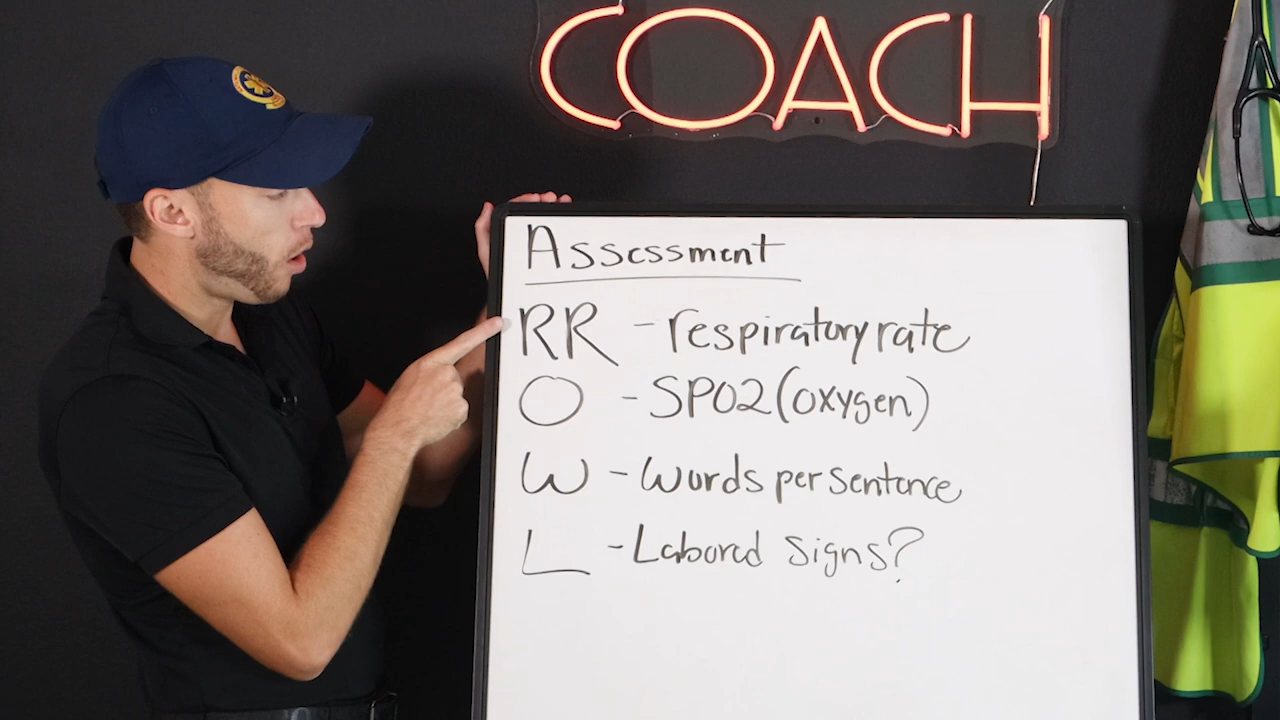 COACH
Assessment
RR - respiratory rate
O - SPO2 (oxygen)
W - Words per sentence
L - Labored signs?